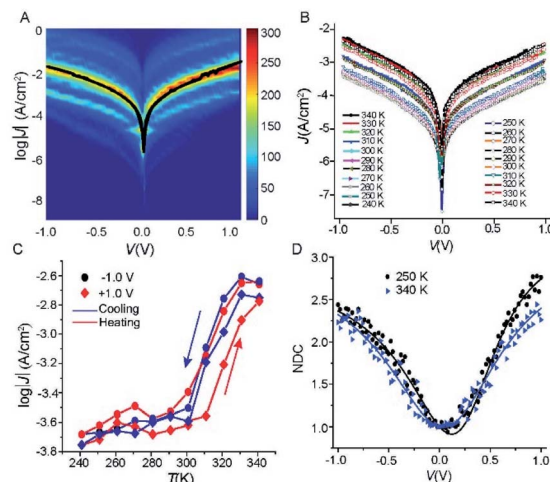 A
0
-2
-4
-6
-8
log|J| (A/cm²)
-1.0 -0.5 0.0 0.5 1.0
V(V)
300
250
200
150
100
50
0
B
-2
-3
-4
-5
-6
-7
J(A/cm²)
340 K
330 K
320 K
310 K
300 K
290 K
280 K
270 K
260 K
250 K
240 K
250 K
260 K
270 K
280 K
290 K
300 K
310 K
320 K
330 K
340 K
-1.0 -0.5 0.0 0.5 1.0
V(V)
C
-1.0 V
+1.0 V
Cooling
Heating
-2.4
-2.6
-2.8
-3.0
-3.2
-3.4
-3.6
-3.8
log|J| (A/cm²)
240 260 280 300 320 340
T(K)
D
250 K
340 K
3.0
2.5
2.0
1.5
1.0
NDC
-1.0 -0.5 0.0 0.5 1.0
V(V)